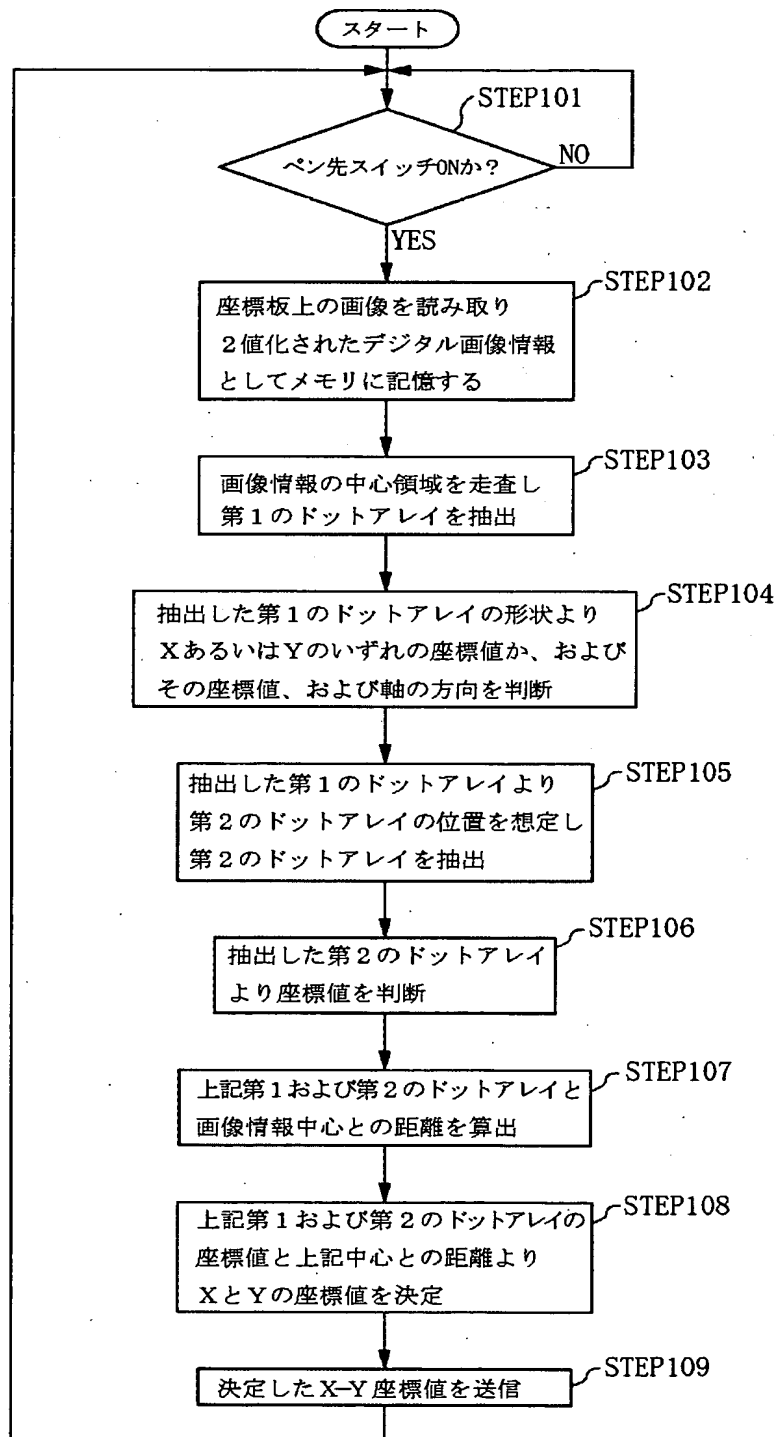 スタート
STEP101
ペン先スイッチONか?
NO
YES
STEP102
座標板上の画像を読み取り
2値化されたデジタル画像情報
としてメモリに記憶する
STEP103
画像情報の中心領域を走査し
第1のドットアレイを抽出
STEP104
抽出した第1のドットアレイの形状より
XあるいはYのいずれの座標値か、および
その座標値、および軸の方向を判断
STEP105
抽出した第1のドットアレイより
第2のドットアレイの位置を想定し
第2のドットアレイを抽出
STEP106
抽出した第2のドットアレイ
より座標値を判断
STEP107
上記第1および第2のドットアレイと
画像情報中心との距離を算出
STEP108
上記第1および第2のドットアレイの
座標値と上記中心との距離より
XとYの座標値を決定
STEP109
決定したX-Y座標値を送信